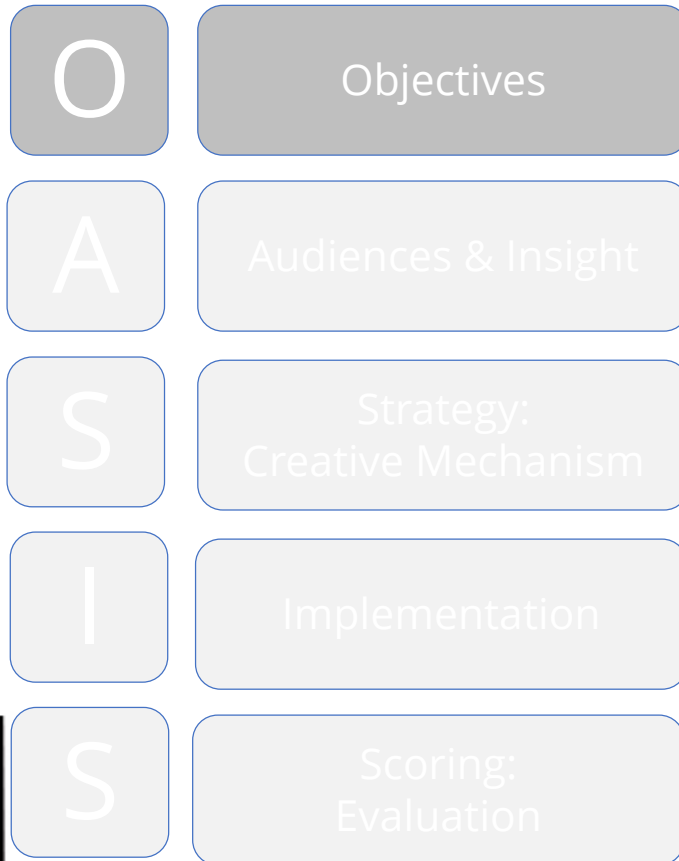 O
Objectives
A
Audiences & Insight
S
Strategy:
Creative Mechanism
I
Implementation
S
Scoring:
Evaluation